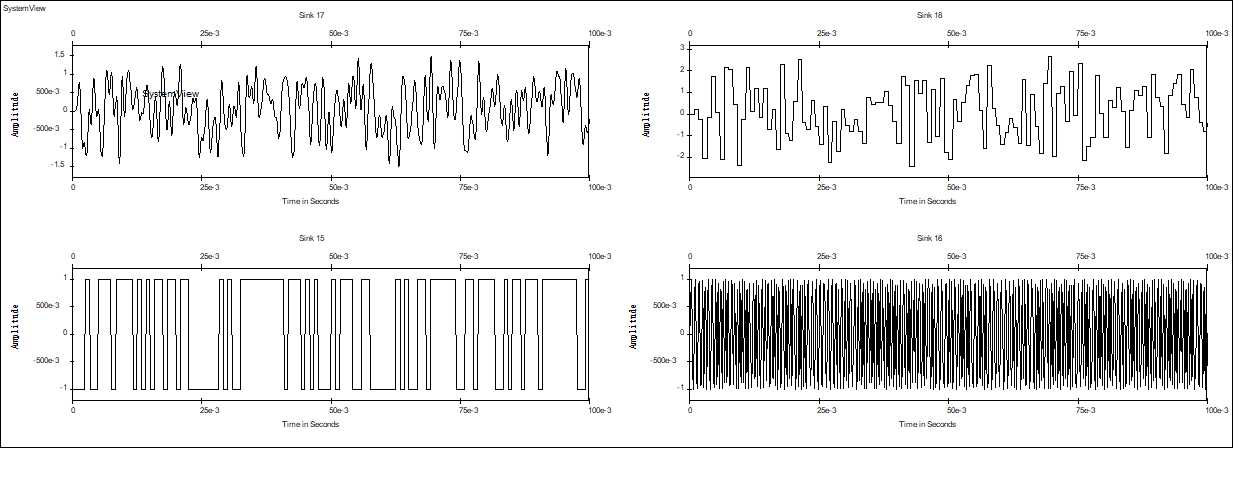 SystemView
Sink 17
0 25e-3 50e-3 75e-3 100e-3
1.5
1
500e-3
0
-500e-3
-1
-1.5
Amplitude
SystemView
0 25e-3 50e-3 75e-3 100e-3
Time in Seconds
Sink 18
0 25e-3 50e-3 75e-3 100e-3
3
2
1
0
-1
-2
Amplitude
0 25e-3 50e-3 75e-3 100e-3
Time in Seconds
Sink 15
0 25e-3 50e-3 75e-3 100e-3
1
500e-3
0
-500e-3
-1
Amplitude
0 25e-3 50e-3 75e-3 100e-3
Time in Seconds
Sink 16
0 25e-3 50e-3 75e-3 100e-3
1
500e-3
0
-500e-3
-1
Amplitude
0 25e-3 50e-3 75e-3 100e-3
Time in Seconds